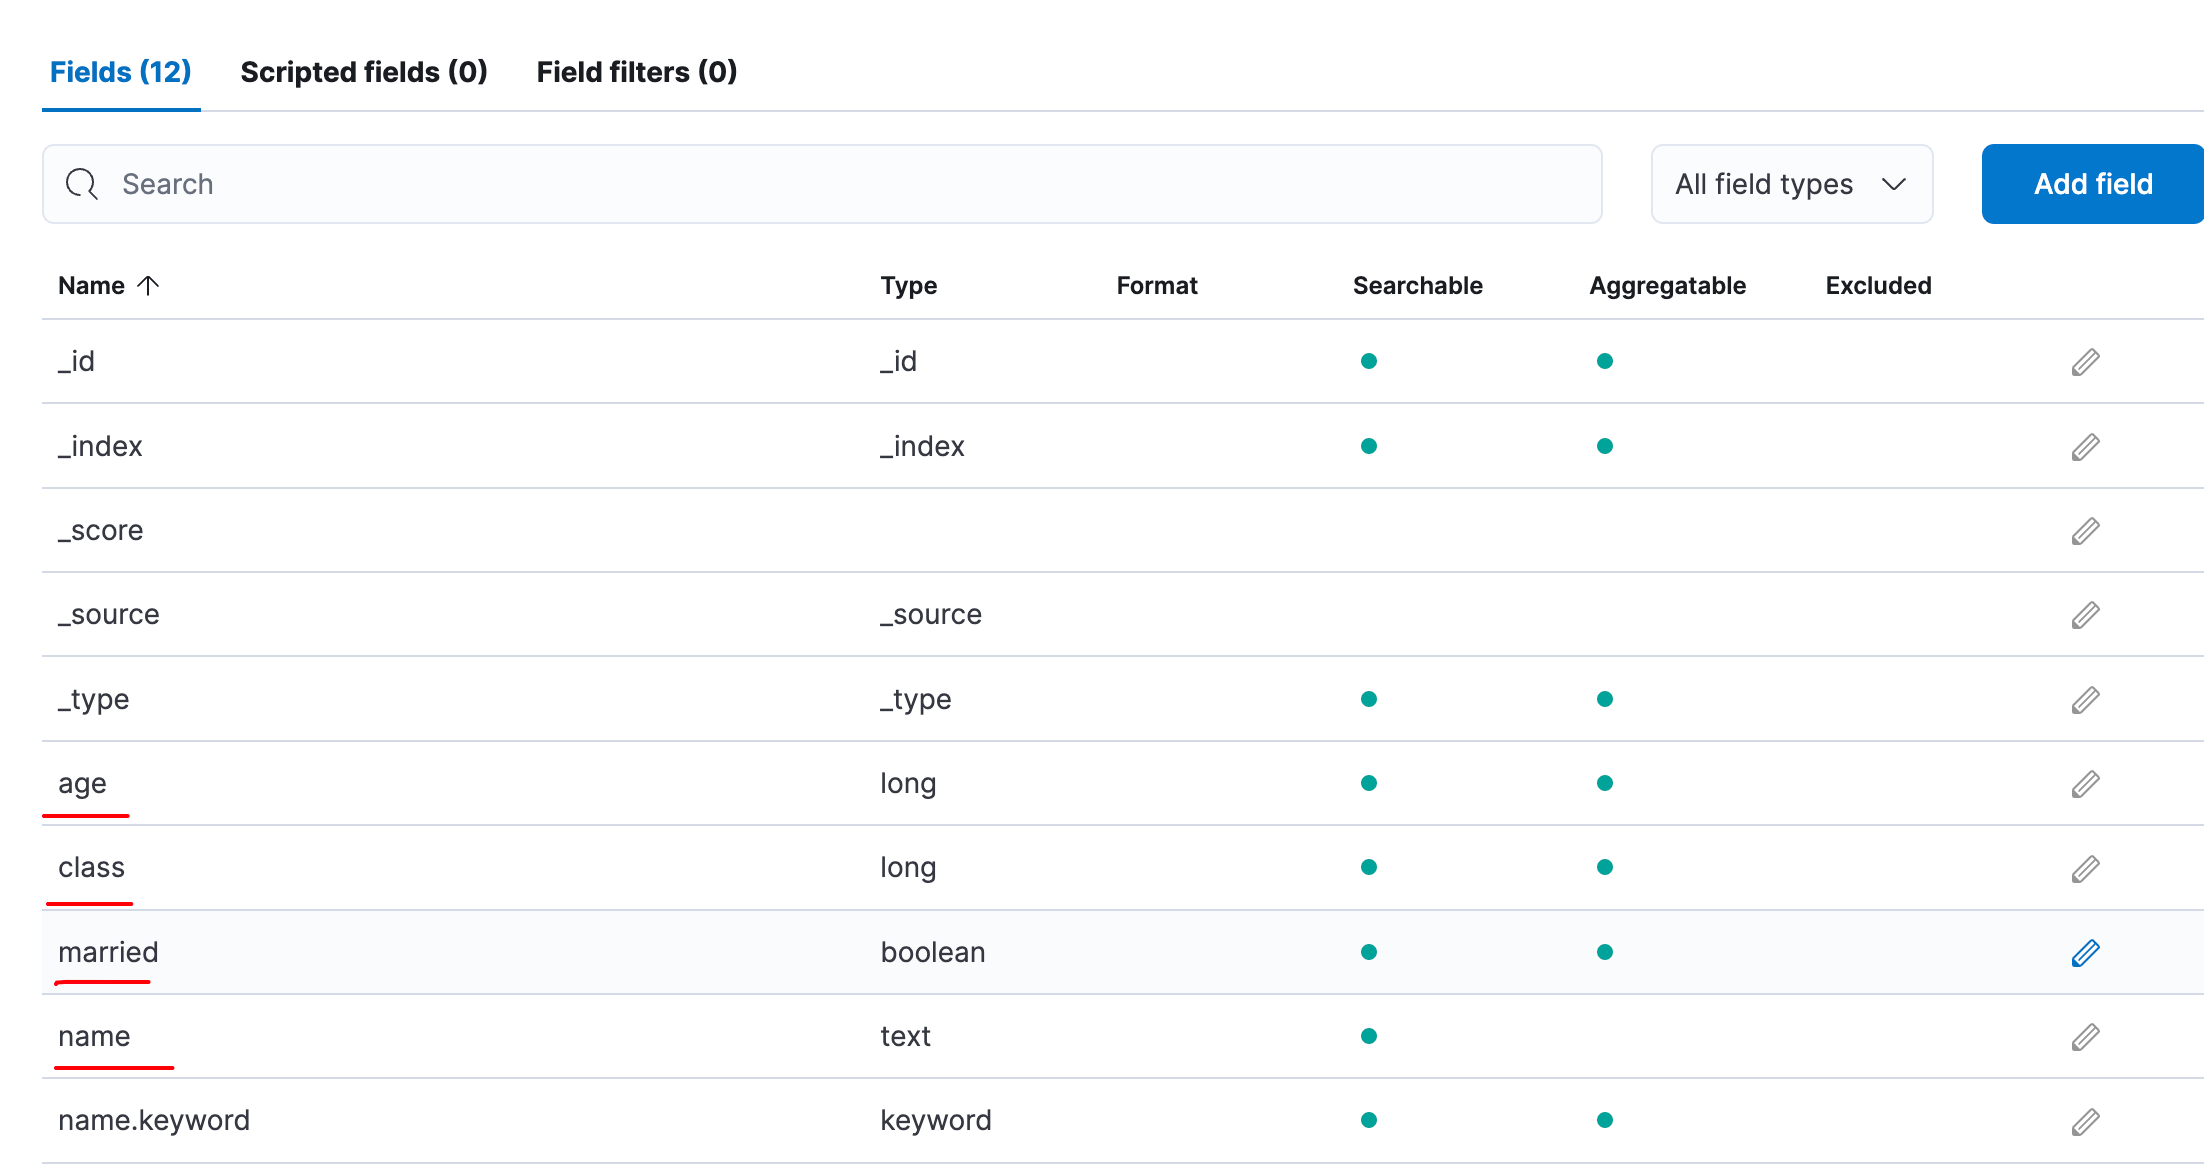 Fields (12) Scripted fields (0) Field filters (0)
Search All field types Add field
Name Type Format Searchable Aggregatable Excluded
_id _id
_index _index
_score
_source _source
_type _type
age long
class long
married boolean
name text
name.keyword keyword